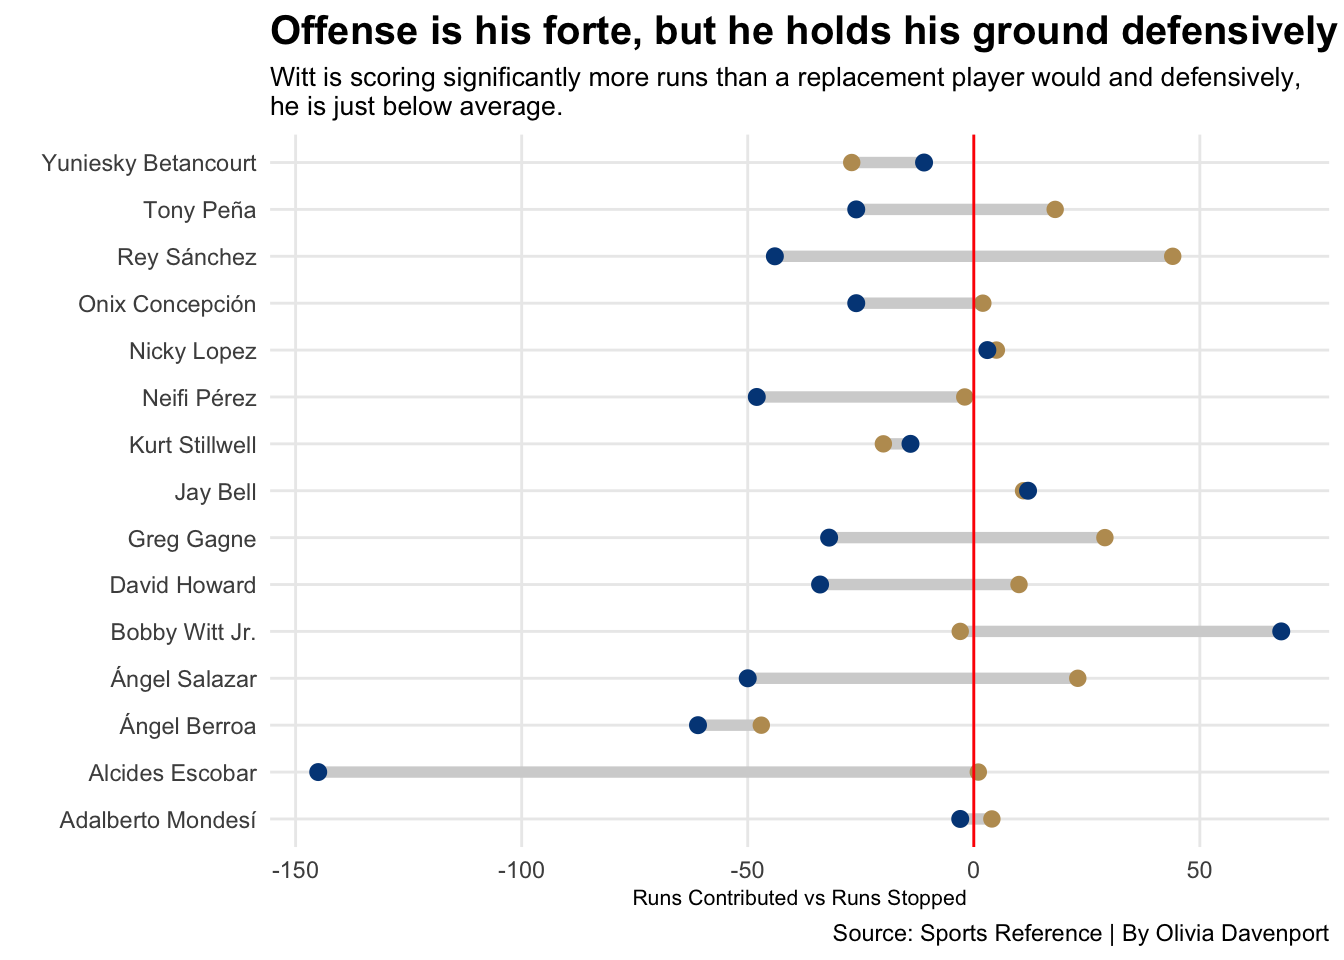 Offense is his forte, but he holds his ground defensively
Witt is scoring significantly more runs than a replacement player would and defensively,
he is just below average.
Yuniesky Betancourt
Tony Peña
Rey Sánchez
Onix Concepción
Nicky Lopez
Neifi Pérez
Kurt Stillwell
Jay Bell
Greg Gagne
David Howard
Bobby Witt Jr.
Ángel Salazar
Ángel Berroa
Alcides Escobar
Adalberto Mondesí
-150 -100 -50 0 50
Runs Contributed vs Runs Stopped
Source: Sports Reference | By Olivia Davenport